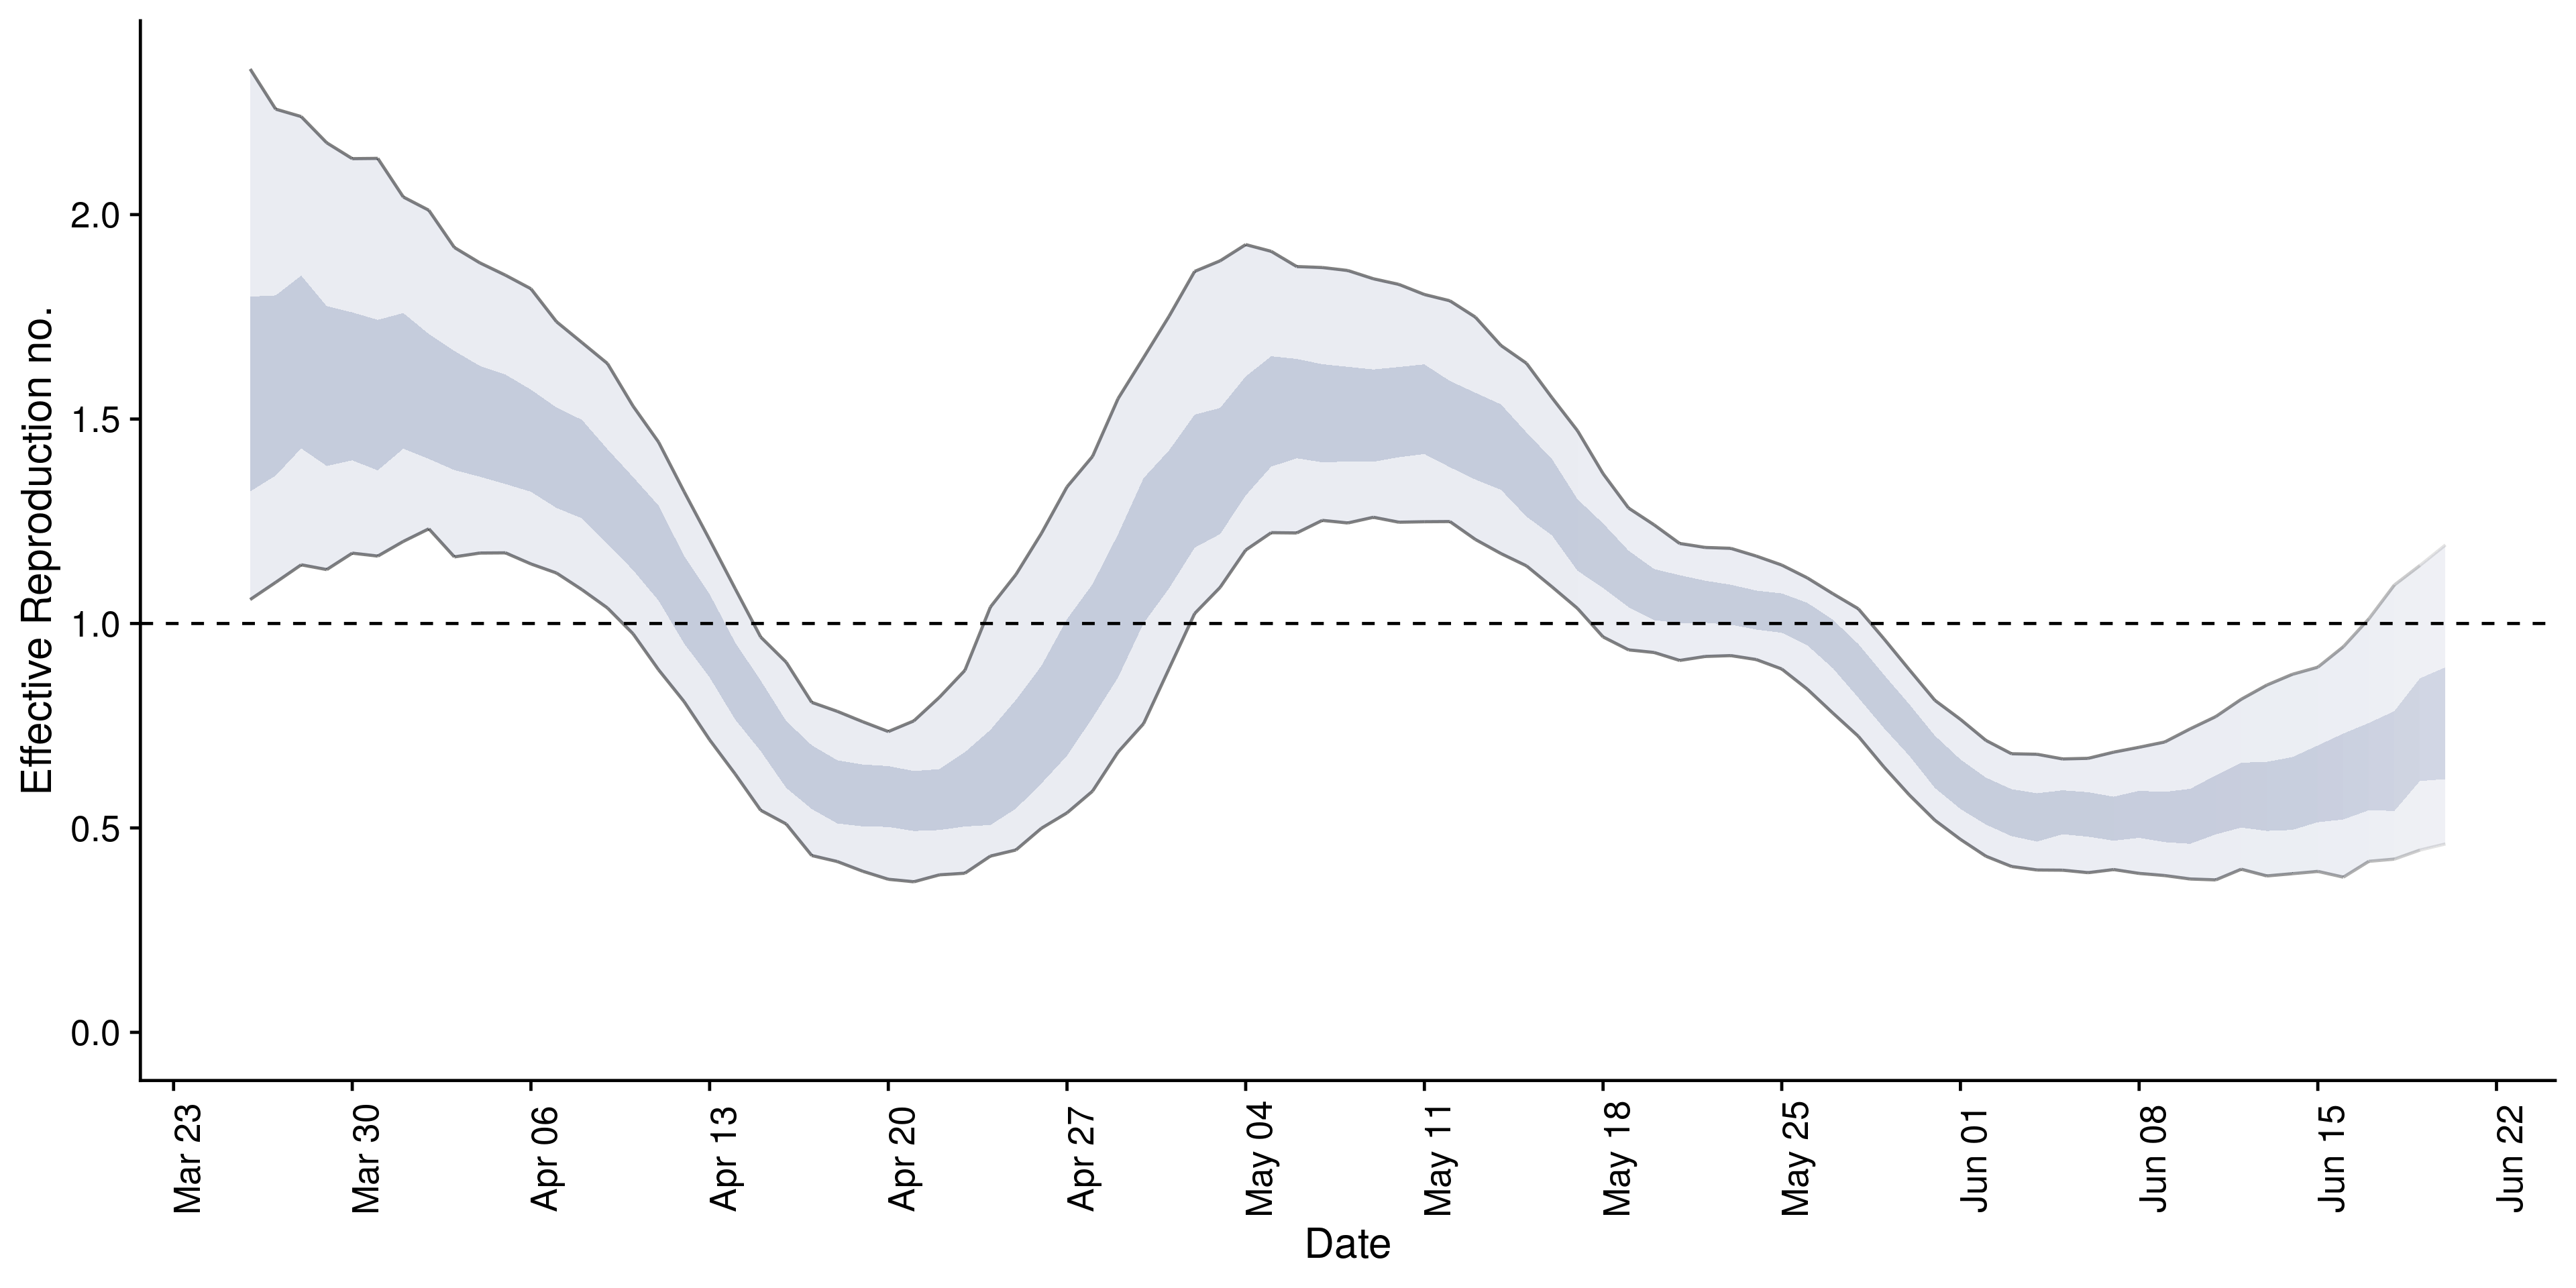 Effective Reproduction no.
2.0
1.5
1.0
0.5
0.0
Mar 23
Mar 30
Apr 06
Apr 13
Apr 20
Apr 27
May 04
May 11
May 18
May 25
Jun 01
Jun 08
Jun 15
Jun 22
Date